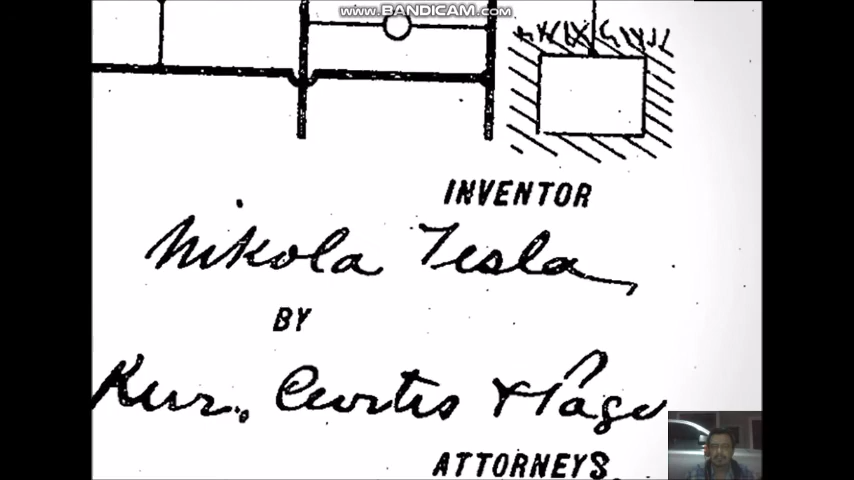 www.BANDICAM.com
INVENTOR
Nikola Tesla
BY
Kerr, Curtis & Page
ATTORNEYS.